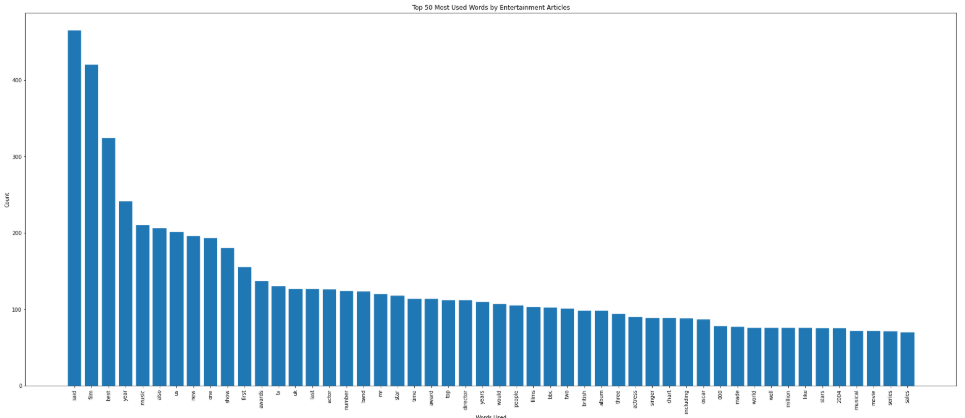 Top 50 Most Used Words by Entertainment Articles
400
300
200
100
0
Count
said
film
best
year
music
also
us
new
one
show
first
awards
tv
uk
last
actor
number
band
mr
star
time
award
top
director
years
would
people
films
bbc
two
british
album
three
actress
singer
chart
including
oscar
000
made
world
well
million
like
stars
2004
musical
movie
series
sales
Words Used